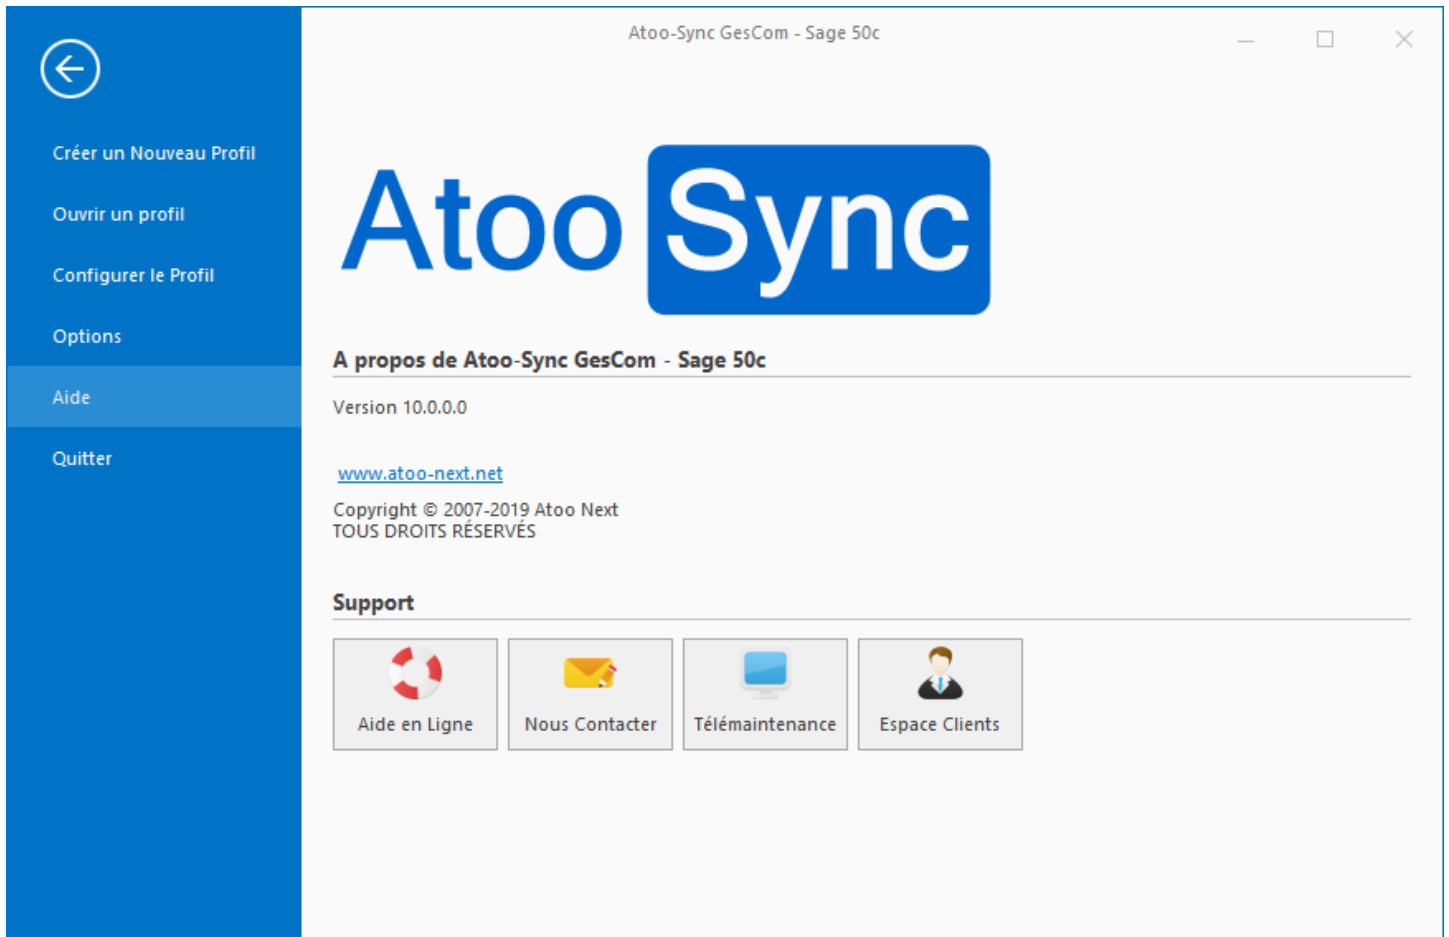 Atoo-Sync GesCom - Sage 50c
Créer un Nouveau Profil
Ouvrir un profil
Configurer le Profil
Options
Aide
Quitter
Atoo Sync
A propos de Atoo-Sync GesCom - Sage 50c
Version 10.0.0.0
www.atoo-next.net
Copyright © 2007-2019 Atoo Next
TOUS DROITS RÉSERVÉS
Support
Aide en Ligne
Nous Contacter
Télémaintenance
Espace Clients